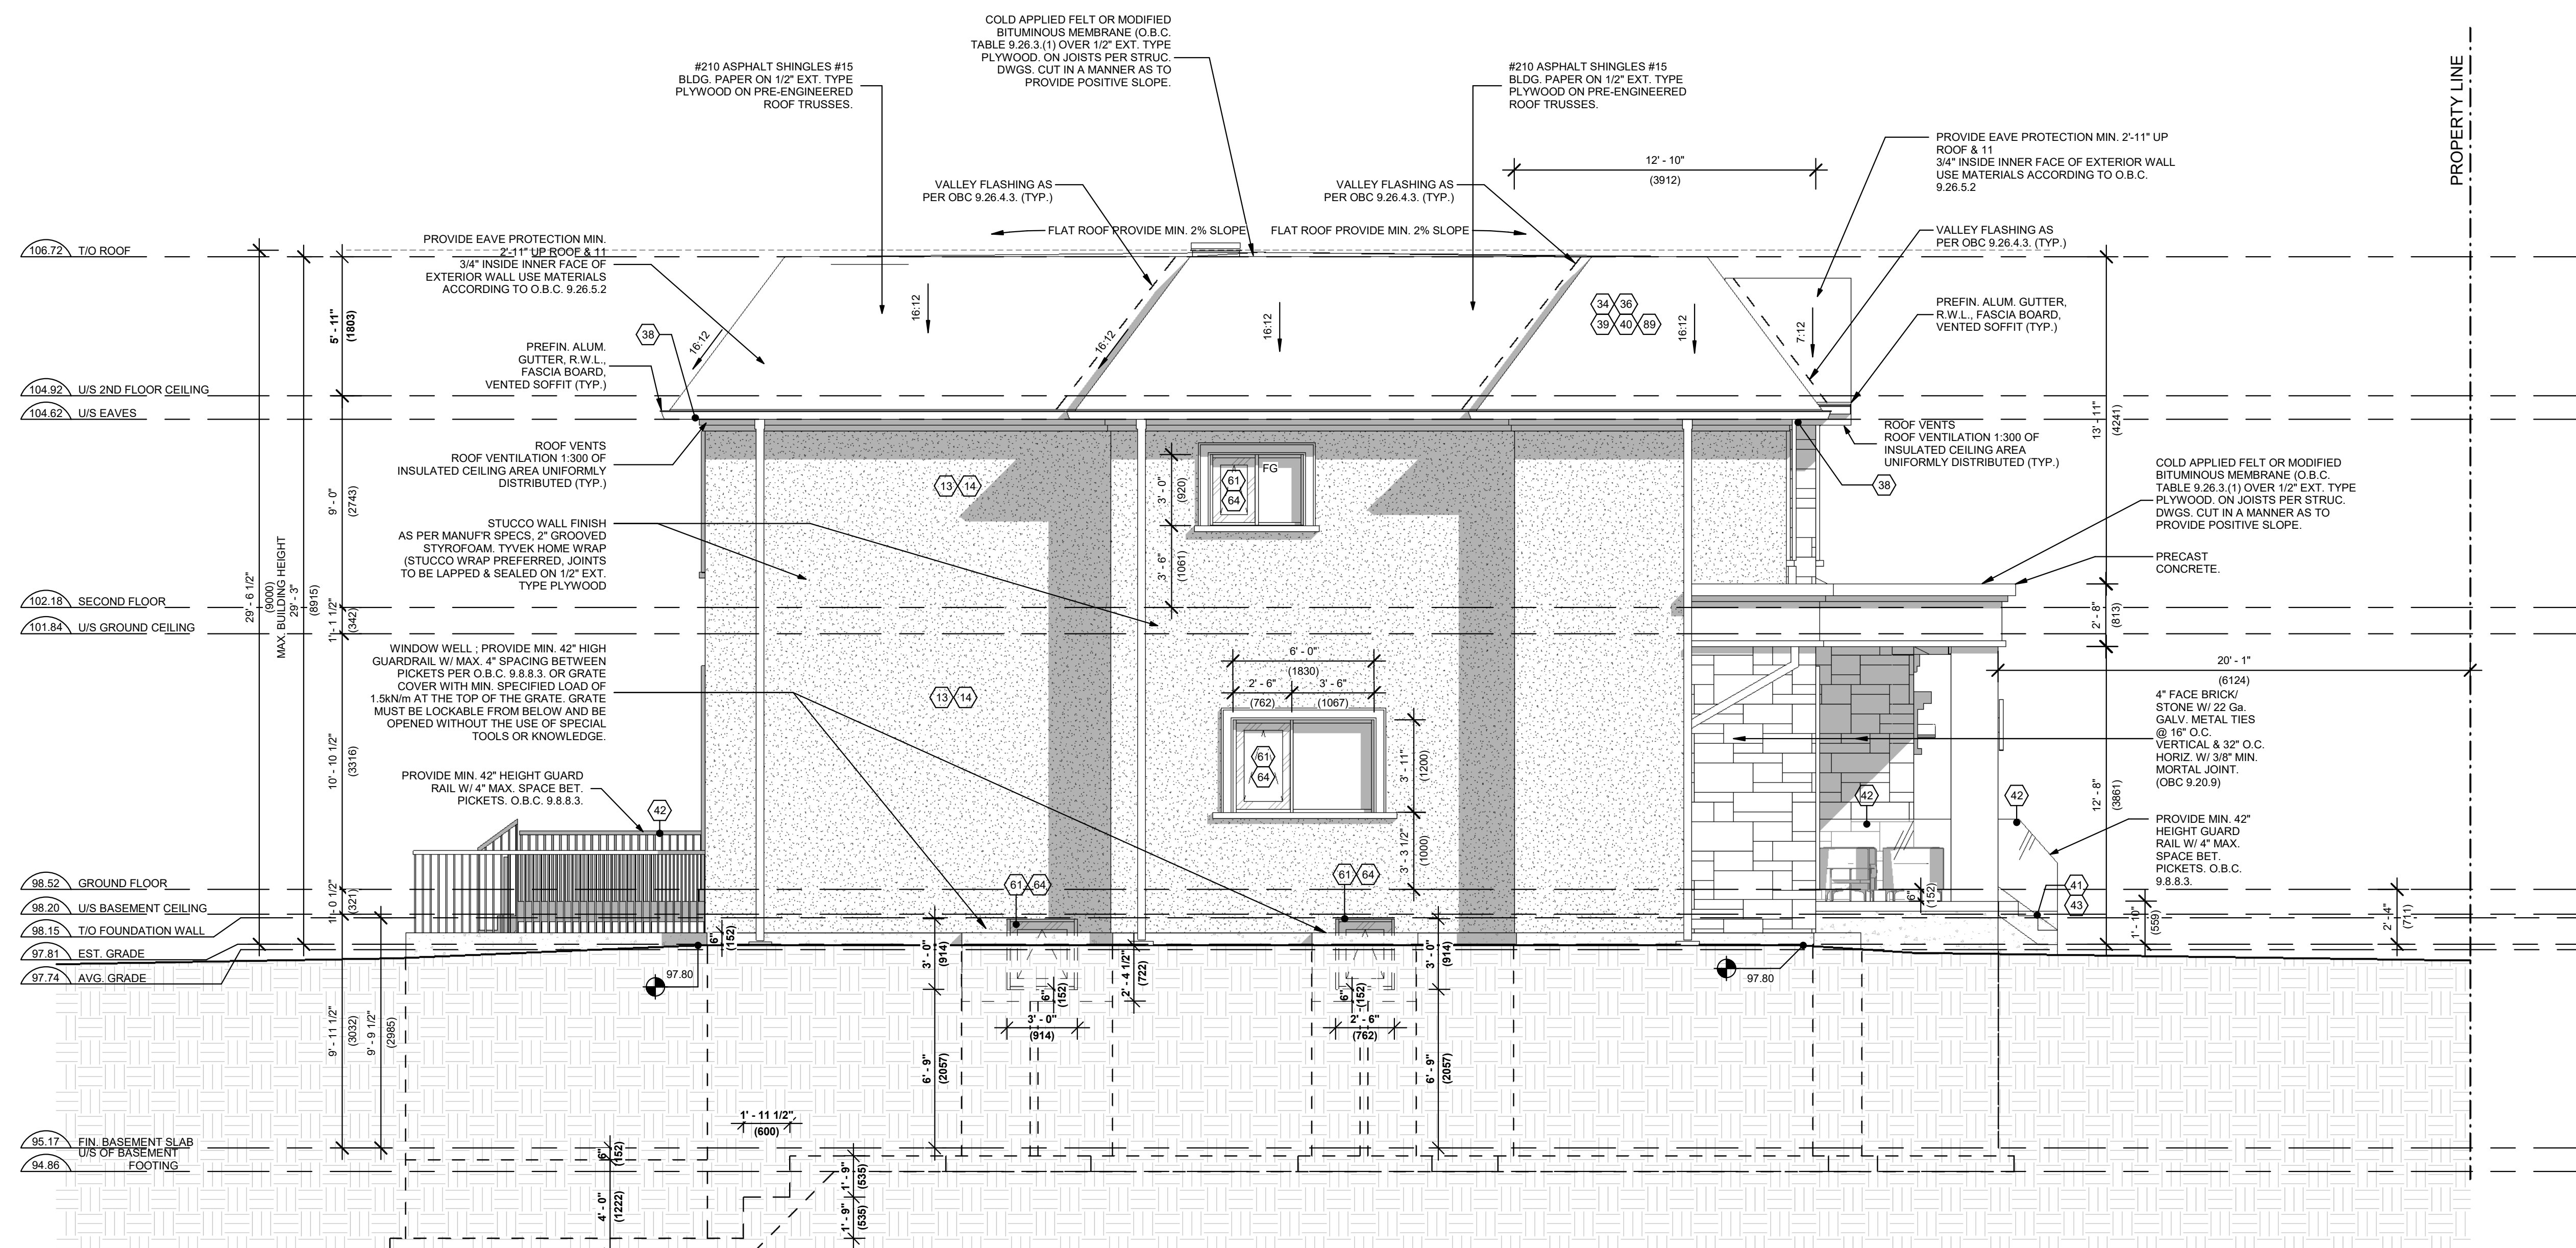 COLD APPLIED FELT OR MODIFIED
BITUMINOUS MEMBRANE (O.B.C.
TABLE 9.26.3.(1) OVER 1/2" EXT. TYPE
PLYWOOD. ON JOISTS PER STRUC.
DWGS. CUT IN A MANNER AS TO
PROVIDE POSITIVE SLOPE.
#210 ASPHALT SHINGLES #15
BLDG. PAPER ON 1/2" EXT. TYPE
PLYWOOD ON PRE-ENGINEERED
ROOF TRUSSES.
#210 ASPHALT SHINGLES #15
BLDG. PAPER ON 1/2" EXT. TYPE
PLYWOOD ON PRE-ENGINEERED
ROOF TRUSSES.
PROPERTY LINE
PROVIDE EAVE PROTECTION MIN. 2'-11" UP
ROOF & 11
3/4" INSIDE INNER FACE OF EXTERIOR WALL
USE MATERIALS ACCORDING TO O.B.C.
9.26.5.2
12' - 10"
(3912)
VALLEY FLASHING AS
PER OBC 9.26.4.3. (TYP.)
VALLEY FLASHING AS
PER OBC 9.26.4.3. (TYP.)
VALLEY FLASHING AS
PER OBC 9.26.4.3. (TYP.)
FLAT ROOF PROVIDE MIN. 2% SLOPE
FLAT ROOF PROVIDE MIN. 2% SLOPE
PROVIDE EAVE PROTECTION MIN.
2'-11" UP ROOF & 11
3/4" INSIDE INNER FACE OF
EXTERIOR WALL USE MATERIALS
ACCORDING TO O.B.C. 9.26.5.2
106.72 T/O ROOF
5' - 11"
(1803)
38
16:12
16:12
16:12
16:12
34 36
39 40 89
16:12
7:12
PREFIN. ALUM. GUTTER,
R.W.L., FASCIA BOARD,
VENTED SOFFIT (TYP.)
PREFIN. ALUM.
GUTTER, R.W.L.,
FASCIA BOARD,
VENTED SOFFIT (TYP.)
104.92 U/S 2ND FLOOR CEILING
104.62 U/S EAVES
13' - 11"
(4241)
ROOF VENTS
ROOF VENTILATION 1:300 OF
INSULATED CEILING AREA UNIFORMLY
DISTRIBUTED (TYP.)
ROOF VENTS
ROOF VENTILATION 1:300 OF
INSULATED CEILING AREA
UNIFORMLY DISTRIBUTED (TYP.)
38
9' - 0"
(2743)
13 14
61
64
FG
3' - 0"
(920)
3' - 6"
(1061)
COLD APPLIED FELT OR MODIFIED
BITUMINOUS MEMBRANE (O.B.C.
TABLE 9.26.3.(1) OVER 1/2" EXT. TYPE
PLYWOOD. ON JOISTS PER STRUC.
DWGS. CUT IN A MANNER AS TO
PROVIDE POSITIVE SLOPE.
STUCCO WALL FINISH
AS PER MANUF'R SPECS, 2" GROOVED
STYROFOAM. TYVEK HOME WRAP
(STUCCO WRAP PREFERRED, JOINTS
TO BE LAPPED & SEALED ON 1/2" EXT.
TYPE PLYWOOD
PRECAST
CONCRETE.
29' - 6 1/2"
(9000)
MAX. BUILDING HEIGHT
29' - 3"
(8915)
102.18 SECOND FLOOR
101.84 U/S GROUND CEILING
1' - 1 1/2"
(342)
2' - 8"
(813)
WINDOW WELL ; PROVIDE MIN. 42" HIGH
GUARDRAIL W/ MAX. 4" SPACING BETWEEN
PICKETS PER O.B.C. 9.8.8.3. OR GRATE
COVER WITH MIN. SPECIFIED LOAD OF
1.5kN/m AT THE TOP OF THE GRATE. GRATE
MUST BE LOCKABLE FROM BELOW AND BE
OPENED WITHOUT THE USE OF SPECIAL
TOOLS OR KNOWLEDGE.
13 14
6' - 0"
(1830)
2' - 6"
(762)
3' - 6"
(1067)
61
64
3' - 11"
(1200)
3' - 3 1/2"
(1000)
20' - 1"
(6124)
4" FACE BRICK/
STONE W/ 22 Ga.
GALV. METAL TIES
@ 16" O.C.
VERTICAL & 32" O.C.
HORIZ. W/ 3/8" MIN.
MORTAL JOINT.
(OBC 9.20.9)
10' - 10 1/2"
(3316)
12' - 8"
(3861)
PROVIDE MIN. 42" HEIGHT GUARD
RAIL W/ 4" MAX. SPACE BET.
PICKETS. O.B.C. 9.8.8.3.
42
42
42
PROVIDE MIN. 42"
HEIGHT GUARD
RAIL W/ 4" MAX.
SPACE BET.
PICKETS. O.B.C.
9.8.8.3.
98.52 GROUND FLOOR
98.20 U/S BASEMENT CEILING
98.15 T/O FOUNDATION WALL
97.81 EST. GRADE
97.74 AVG. GRADE
1' - 0 1/2"
(321)
61 64
61 64
6"
(152)
41
43
1' - 10"
(559)
2' - 4"
(711)
6"
(152)
97.80
97.80
3' - 0"
(914)
2' - 4 1/2"
(722)
3' - 0"
(914)
6"
(152)
6"
(152)
3' - 0"
(914)
2' - 6"
(762)
9' - 11 1/2"
(3032)
9' - 9 1/2"
(2985)
6' - 9"
(2057)
6' - 9"
(2057)
1' - 11 1/2"
(600)
95.17 FIN. BASEMENT SLAB
94.86 U/S OF BASEMENT
FOOTING
6"
(152)
4' - 0"
(1222)
1' - 9"
(535)
1' - 9"
(535)